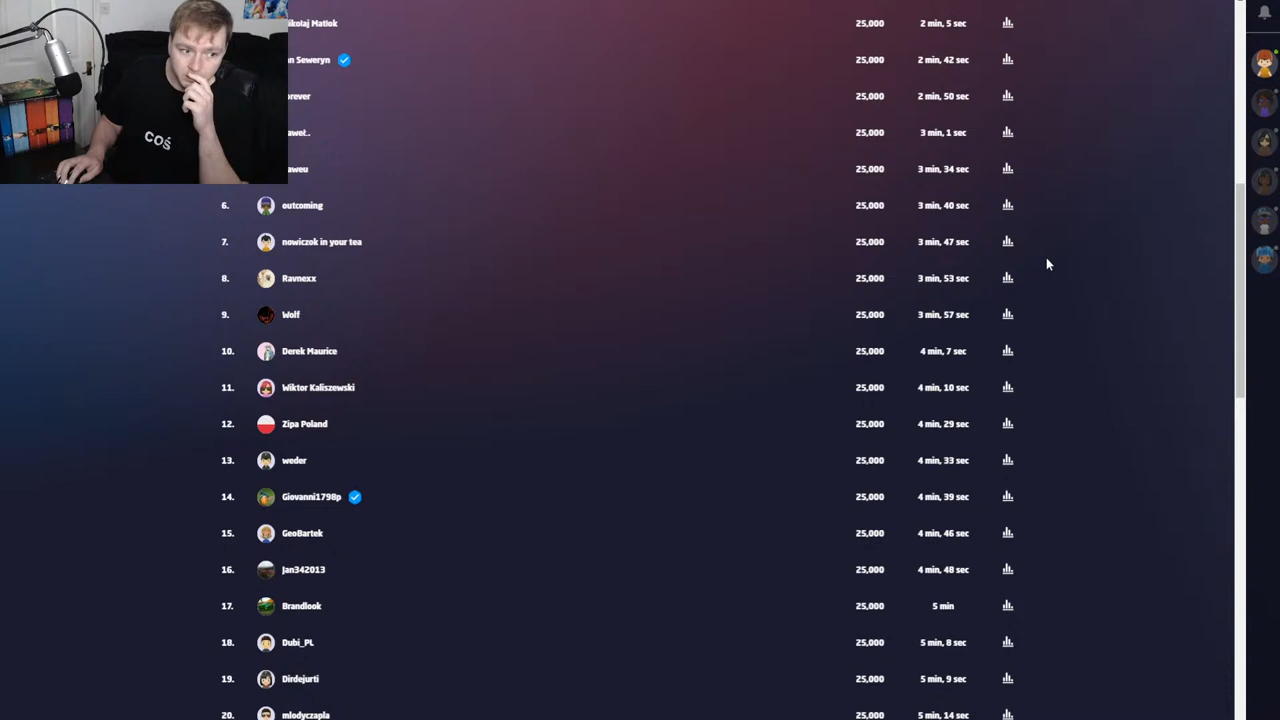 Matłok 25,000 2 min, 5 sec
Seweryn 25,000 2 min, 42 sec
orever 25,000 2 min, 50 sec
aweł.. 25,000 3 min, 1 sec
aweu 25,000 3 min, 34 sec
6. outcoming 25,000 3 min, 40 sec
7. nowiczok in your tea 25,000 3 min, 47 sec
8. Ravnexx 25,000 3 min, 53 sec
9. Wolf 25,000 3 min, 57 sec
10. Derek Maurice 25,000 4 min, 7 sec
11. Wiktor Kaliszewski 25,000 4 min, 10 sec
12. Zipa Poland 25,000 4 min, 29 sec
13. weder 25,000 4 min, 33 sec
14. Giovanni1798p 25,000 4 min, 39 sec
15. GeoBartek 25,000 4 min, 46 sec
16. Jan342013 25,000 4 min, 48 sec
17. Brandlook 25,000 5 min
18. Dubi_PL 25,000 5 min, 8 sec
19. Dirdejurti 25,000 5 min, 9 sec
20. mlodyczapla 25,000 5 min, 14 sec
COŚ